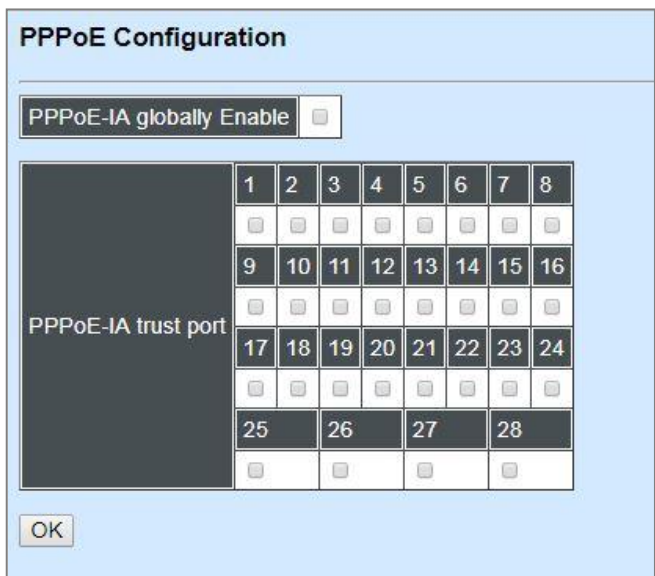 PPPoE Configuration
PPPoE-IA globally Enable
PPPoE-IA trust port
1 2 3 4 5 6 7 8
9 10 11 12 13 14 15 16
17 18 19 20 21 22 23 24
25 26 27 28
OK